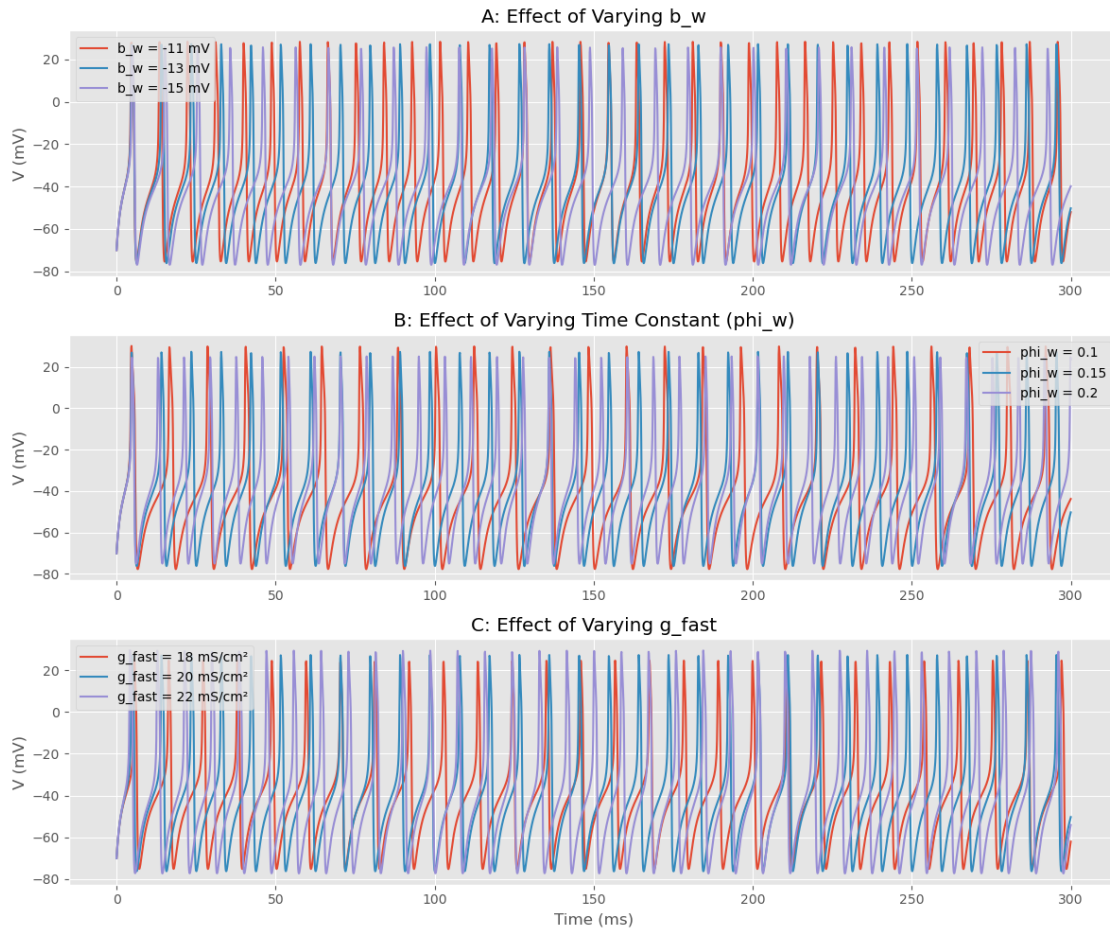 A: Effect of Varying b_w
b_w = -11 mV
b_w = -13 mV
b_w = -15 mV
V (mV)
20
0
−20
−40
−60
−80
0
50
100
150
200
250
300
B: Effect of Varying Time Constant (phi_w)
phi_w = 0.1
phi_w = 0.15
phi_w = 0.2
V (mV)
20
0
−20
−40
−60
−80
0
50
100
150
200
250
300
C: Effect of Varying g_fast
g_fast = 18 mS/cm²
g_fast = 20 mS/cm²
g_fast = 22 mS/cm²
V (mV)
20
0
−20
−40
−60
−80
0
50
100
150
200
250
300
Time (ms)